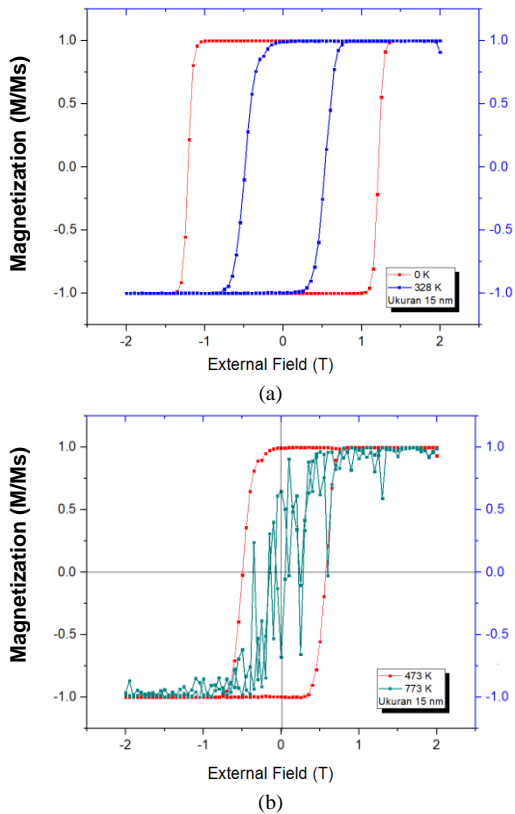 Magnetization (M/Ms)
1.0
0.5
0.0
-0.5
-1.0
1.0
0.5
0.0
-0.5
-1.0
0 K
328 K
Ukuran 15 nm
-2 -1 0 1 2
External Field (T)
(a)
Magnetization (M/Ms)
1.0
0.5
0.0
-0.5
-1.0
1.0
0.5
0.0
-0.5
-1.0
473 K
773 K
Ukuran 15 nm
-2 -1 0 1 2
External Field (T)
(b)